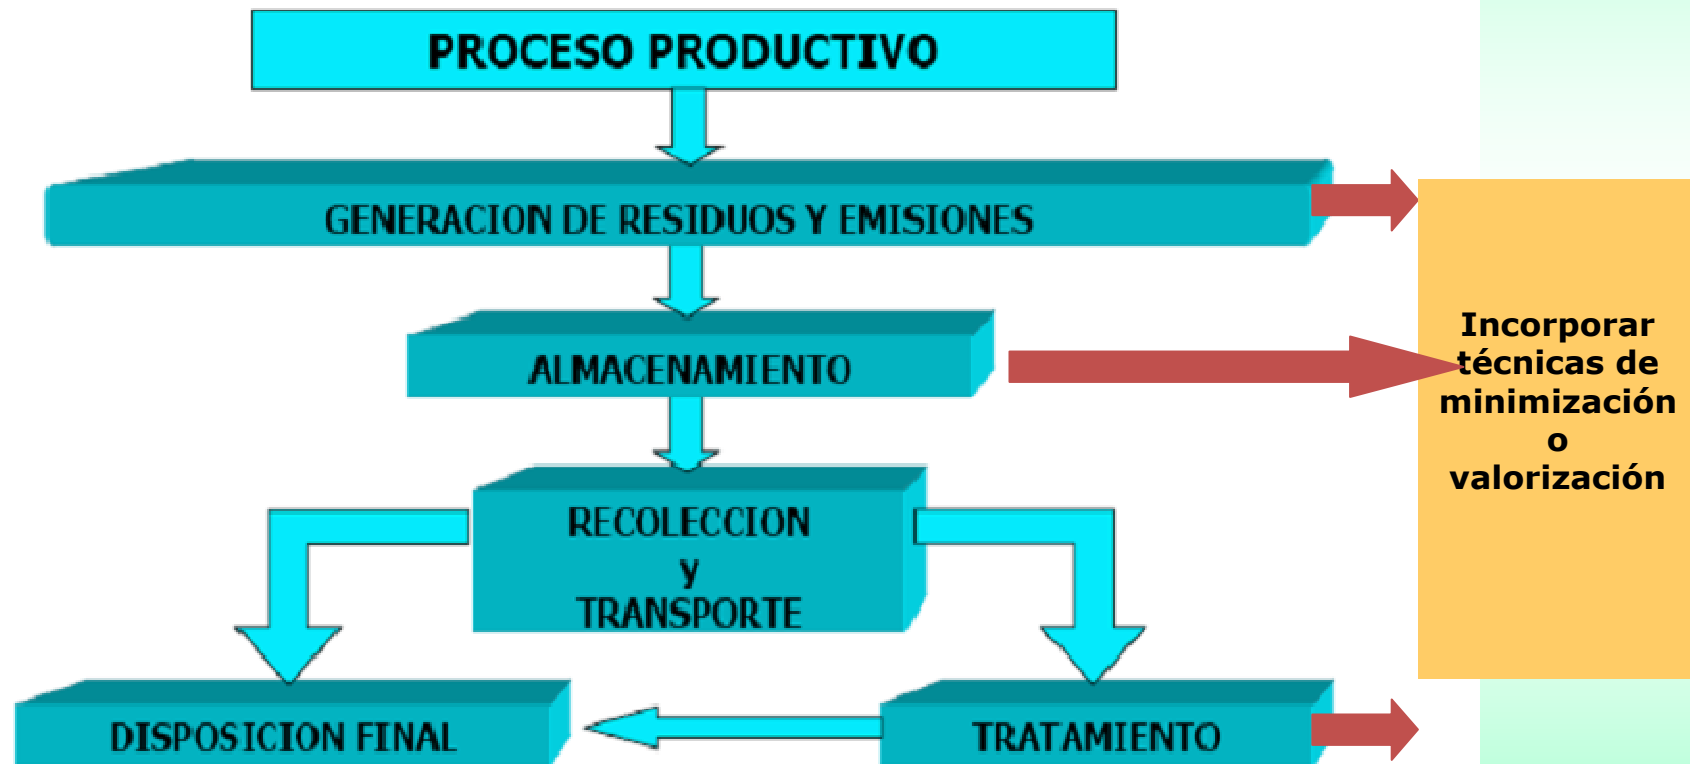 PROCESO PRODUCTIVO
GENERACION DE RESIDUOS Y EMISIONES
ALMACENAMIENTO
Incorporar
técnicas de
minimización
o
valorización
RECOLECCION
y
TRANSPORTE
DISPOSICION FINAL
TRATAMIENTO